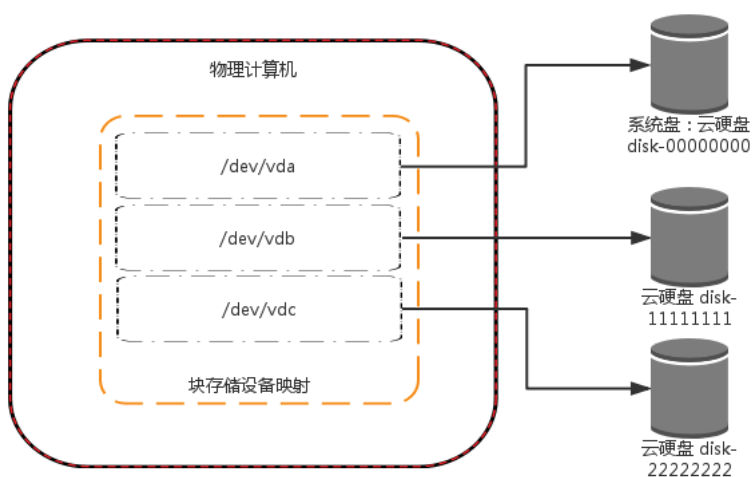 物理计算机
系统盘：云硬盘
disk-00000000
/dev/vda
/dev/vdb
云硬盘 disk-
11111111
/dev/vdc
块存储设备映射
云硬盘 disk-
22222222